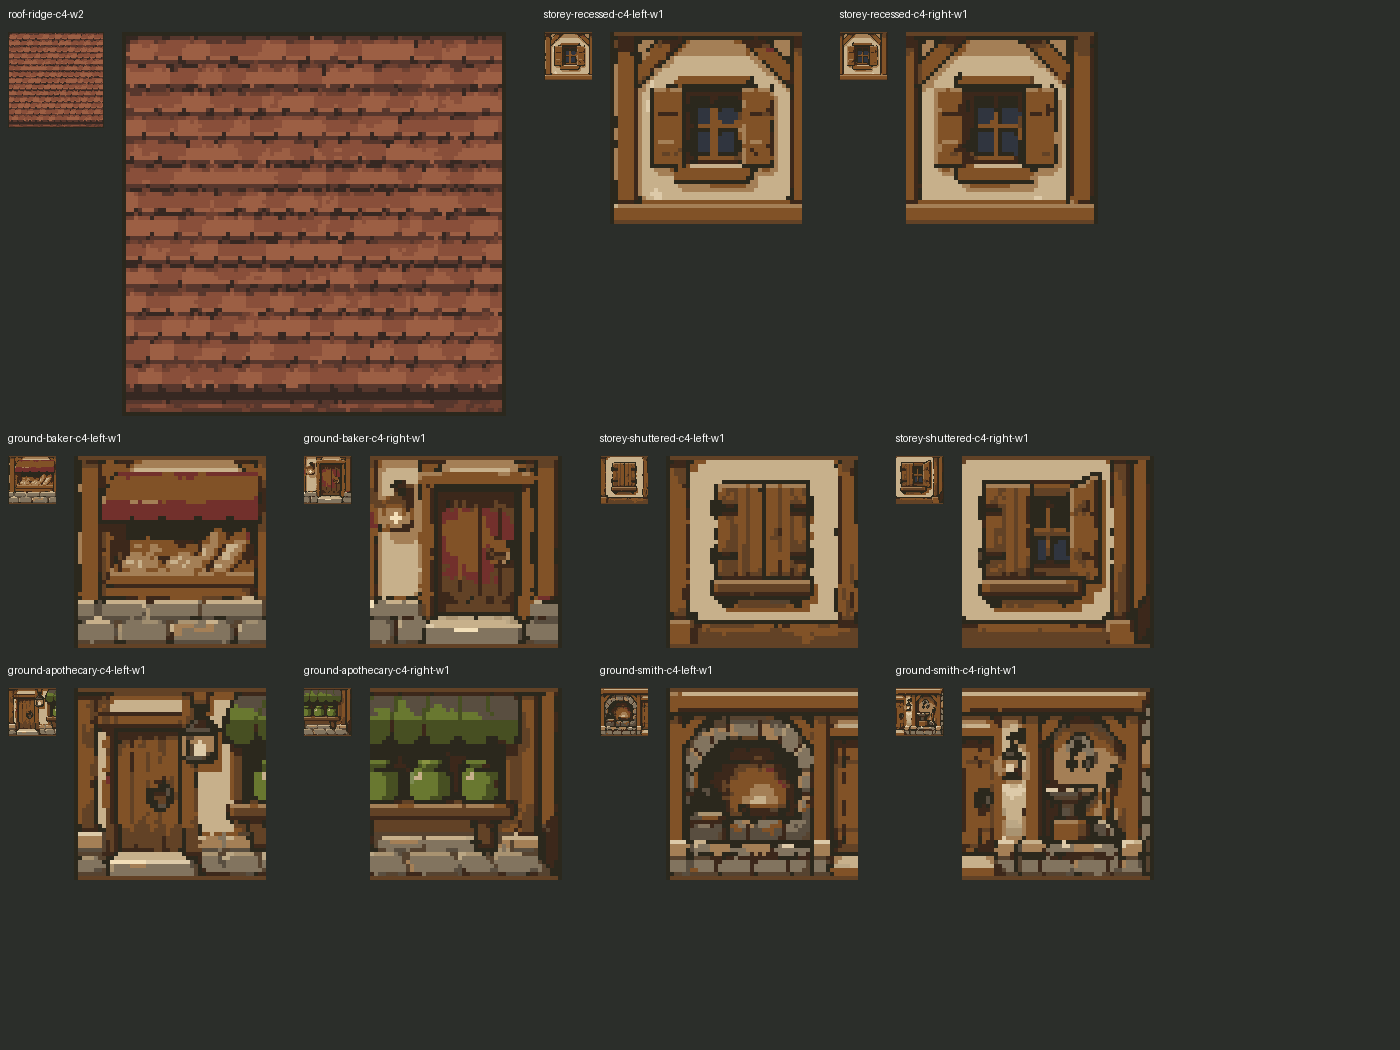 roof-ridge-c4-w2
storey-recessed-c4-left-w1
storey-recessed-c4-right-w1
ground-baker-c4-left-w1
ground-baker-c4-right-w1
storey-shuttered-c4-left-w1
storey-shuttered-c4-right-w1
ground-apothecary-c4-left-w1
ground-apothecary-c4-right-w1
ground-smith-c4-left-w1
ground-smith-c4-right-w1